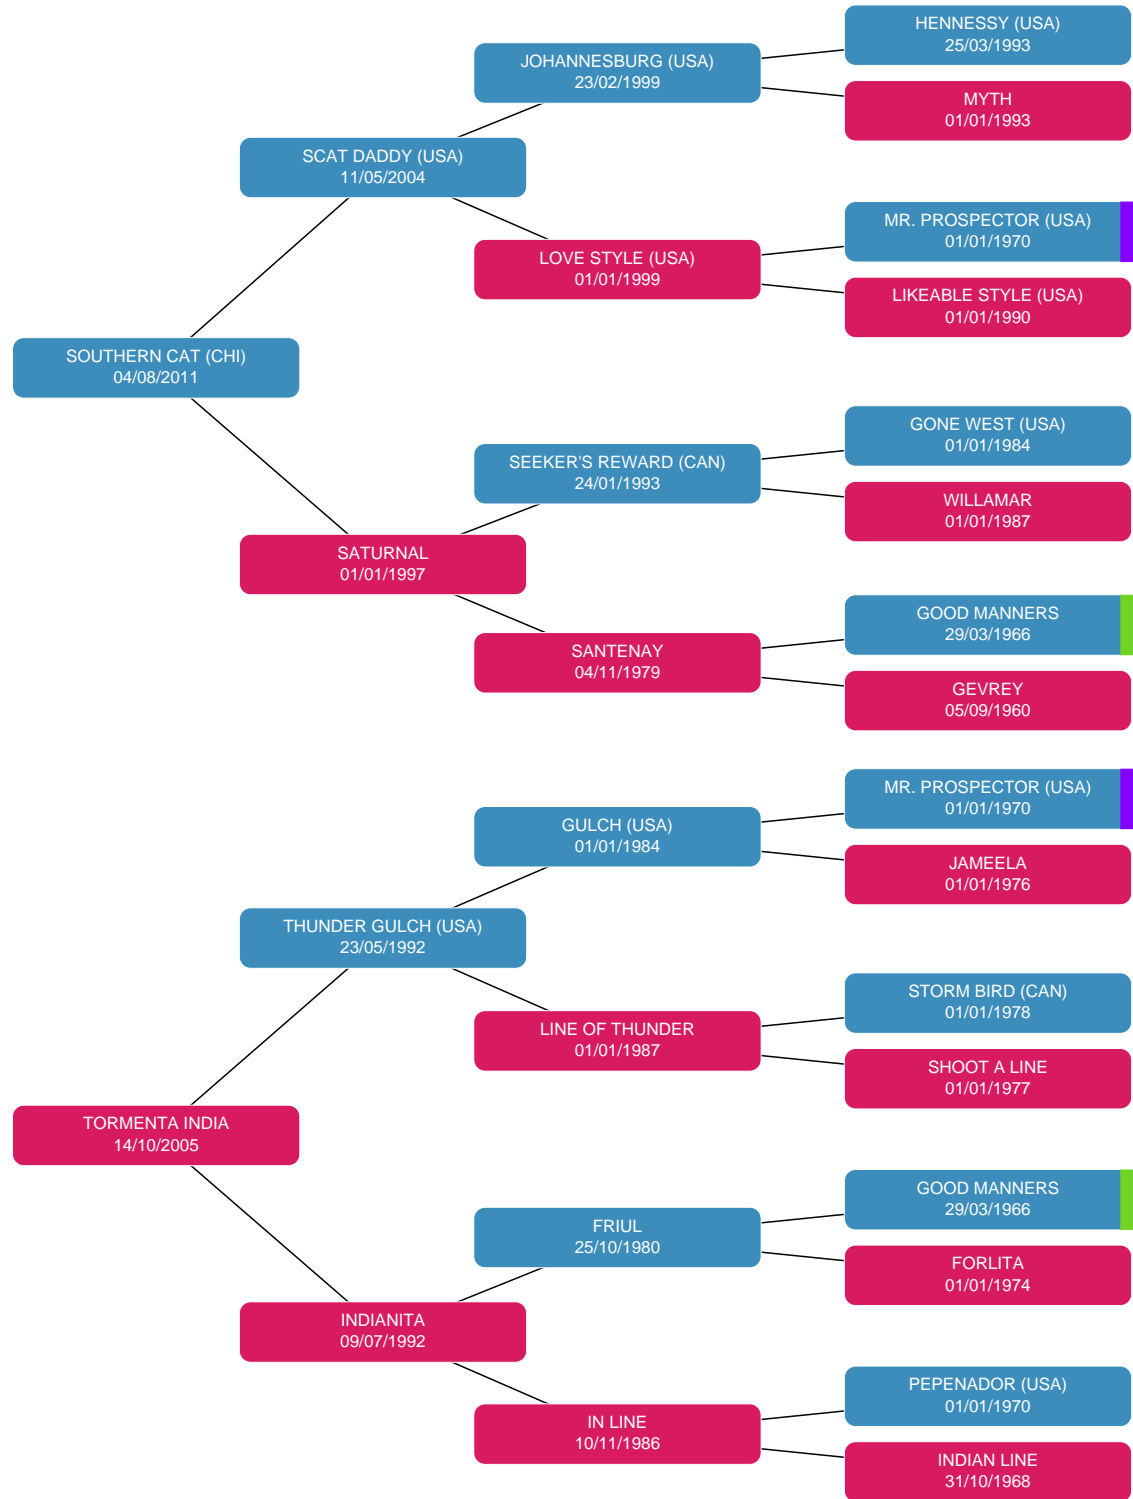 HENNESSY (USA)
25/03/1993
JOHANNESBURG (USA)
23/02/1999
MYTH
01/01/1993
SCAT DADDY (USA)
11/05/2004
MR. PROSPECTOR (USA)
01/01/1970
LOVE STYLE (USA)
01/01/1999
LIKEABLE STYLE (USA)
01/01/1990
SOUTHERN CAT (CHI)
04/08/2011
GONE WEST (USA)
01/01/1984
SEEKER'S REWARD (CAN)
24/01/1993
WILLAMAR
01/01/1987
SATURNAL
01/01/1997
GOOD MANNERS
29/03/1966
SANTENAY
04/11/1979
GEVREY
05/09/1960
MR. PROSPECTOR (USA)
01/01/1970
GULCH (USA)
01/01/1984
JAMEELA
01/01/1976
THUNDER GULCH (USA)
23/05/1992
STORM BIRD (CAN)
01/01/1978
LINE OF THUNDER
01/01/1987
SHOOT A LINE
01/01/1977
TORMENTA INDIA
14/10/2005
GOOD MANNERS
29/03/1966
FRIUL
25/10/1980
FORLITA
01/01/1974
INDIANITA
09/07/1992
PEPENADOR (USA)
01/01/1970
IN LINE
10/11/1986
INDIAN LINE
31/10/1968